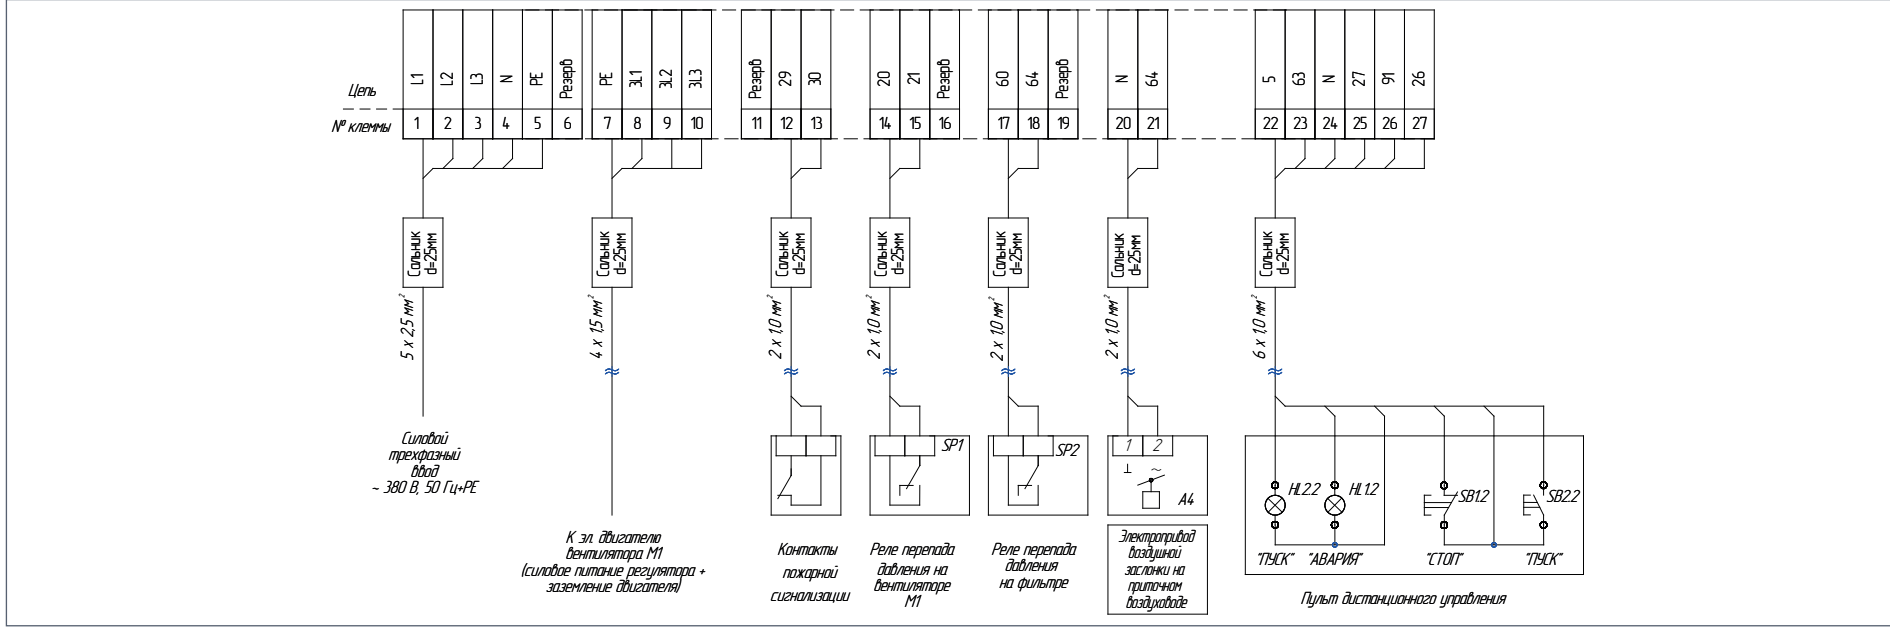 Цепь
L1 L2 L3 N PE Резерв PE 3L1 3L2 3L3 Резерв 29 30 20 21 Резерв 60 64 Резерв N 64 5 63 N 27 91 26
№ клеммы
1 2 3 4 5 6 7 8 9 10 11 12 13 14 15 16 17 18 19 20 21 22 23 24 25 26 27
Сальник
d=25мм
Сальник
d=25мм
Сальник
d=25мм
Сальник
d=25мм
Сальник
d=25мм
Сальник
d=25мм
Сальник
d=25мм
5 x 2,5 мм²
4 x 1,5 мм²
2 x 1,0 мм²
2 x 1,0 мм²
2 x 1,0 мм²
2 x 1,0 мм²
6 x 1,0 мм²
Силовой
трехфазный
ввод
~ 380 В, 50 Гц+PE
К эл. двигателю
вентилятора М1
(силовое питание регулятора +
заземление двигателя)
Контакты
пожарной
сигнализации
SP1
Реле перепада
давления на
вентиляторе
М1
SP2
Реле перепада
давления
на фильтре
1 2
⊥ ~
A4
Электропривод
воздушной
заслонки на
приточном
воздуховоде
HL2.2 HL1.2 SB1.2 SB2.2
"ПУСК" "АВАРИЯ" "СТОП" "ПУСК"
Пульт дистанционного управления